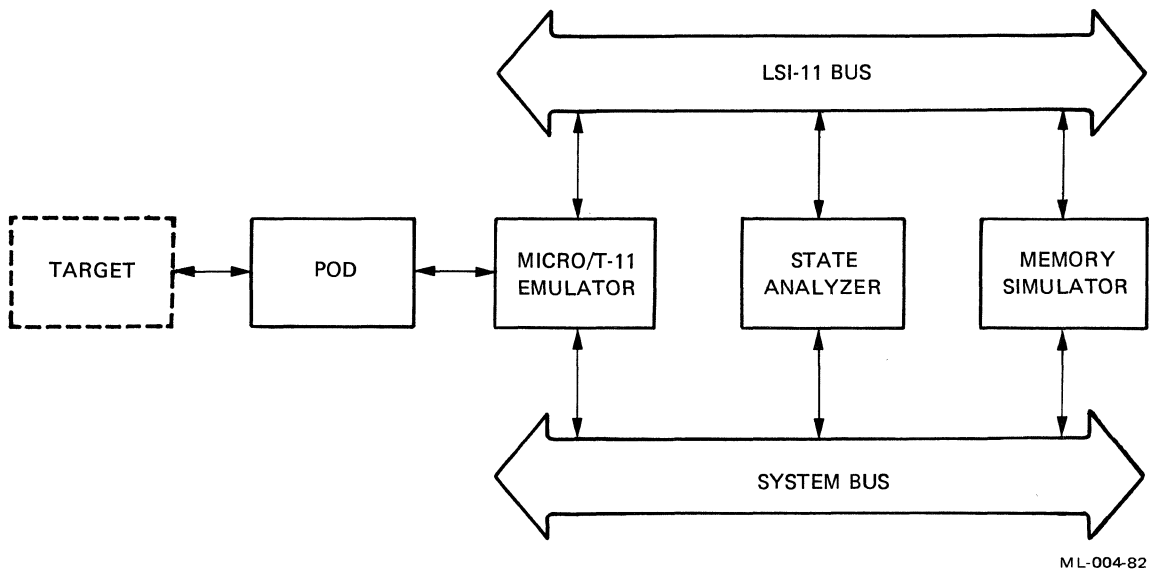 LSI-11 BUS
TARGET
POD
MICRO/T-11
EMULATOR
STATE
ANALYZER
MEMORY
SIMULATOR
SYSTEM BUS
ML-004-82